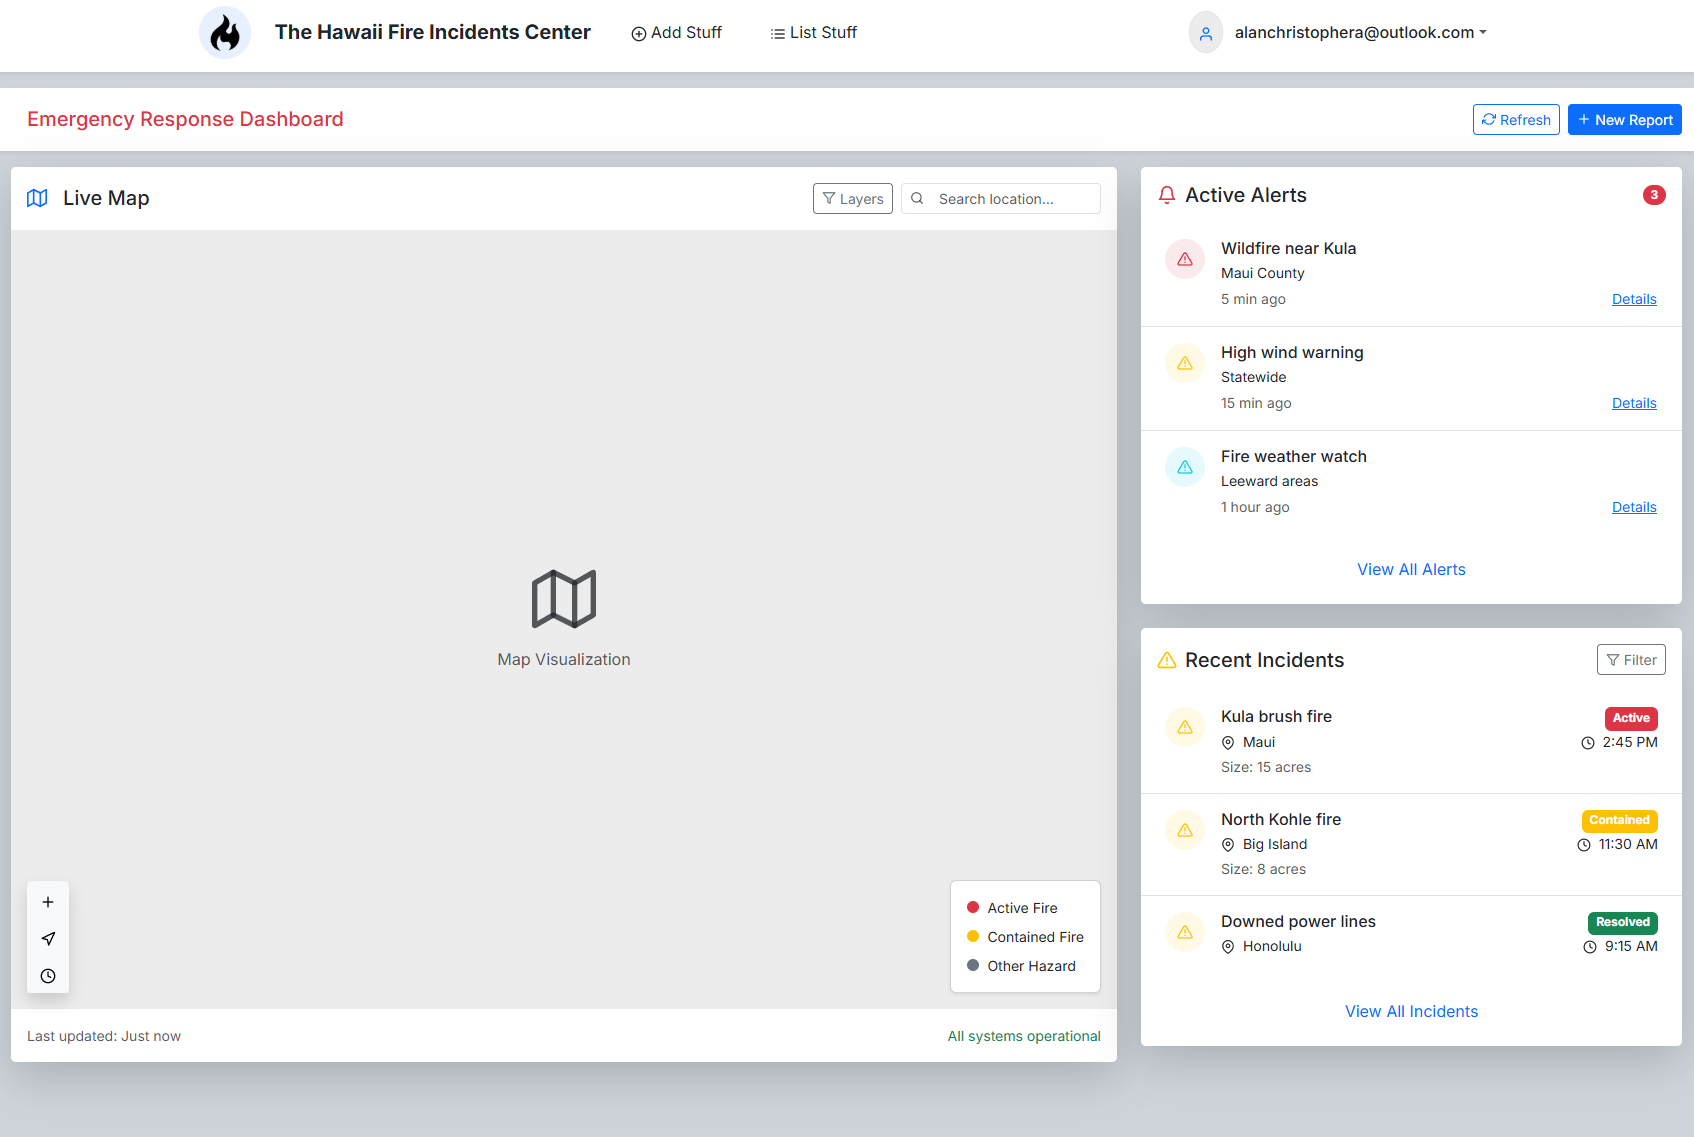 The Hawaii Fire Incidents Center
Add Stuff
List Stuff
alanchristophera@outlook.com
Emergency Response Dashboard
Refresh
+ New Report
Live Map
Layers
Search location...
Map Visualization
Active Fire
Contained Fire
Other Hazard
Last updated: Just now
All systems operational
Active Alerts
3
Wildfire near Kula
Maui County
5 min ago
Details
High wind warning
Statewide
15 min ago
Details
Fire weather watch
Leeward areas
1 hour ago
Details
View All Alerts
Recent Incidents
Filter
Kula brush fire
Active
Maui
2:45 PM
Size: 15 acres
North Kohle fire
Contained
Big Island
11:30 AM
Size: 8 acres
Downed power lines
Resolved
Honolulu
9:15 AM
View All Incidents